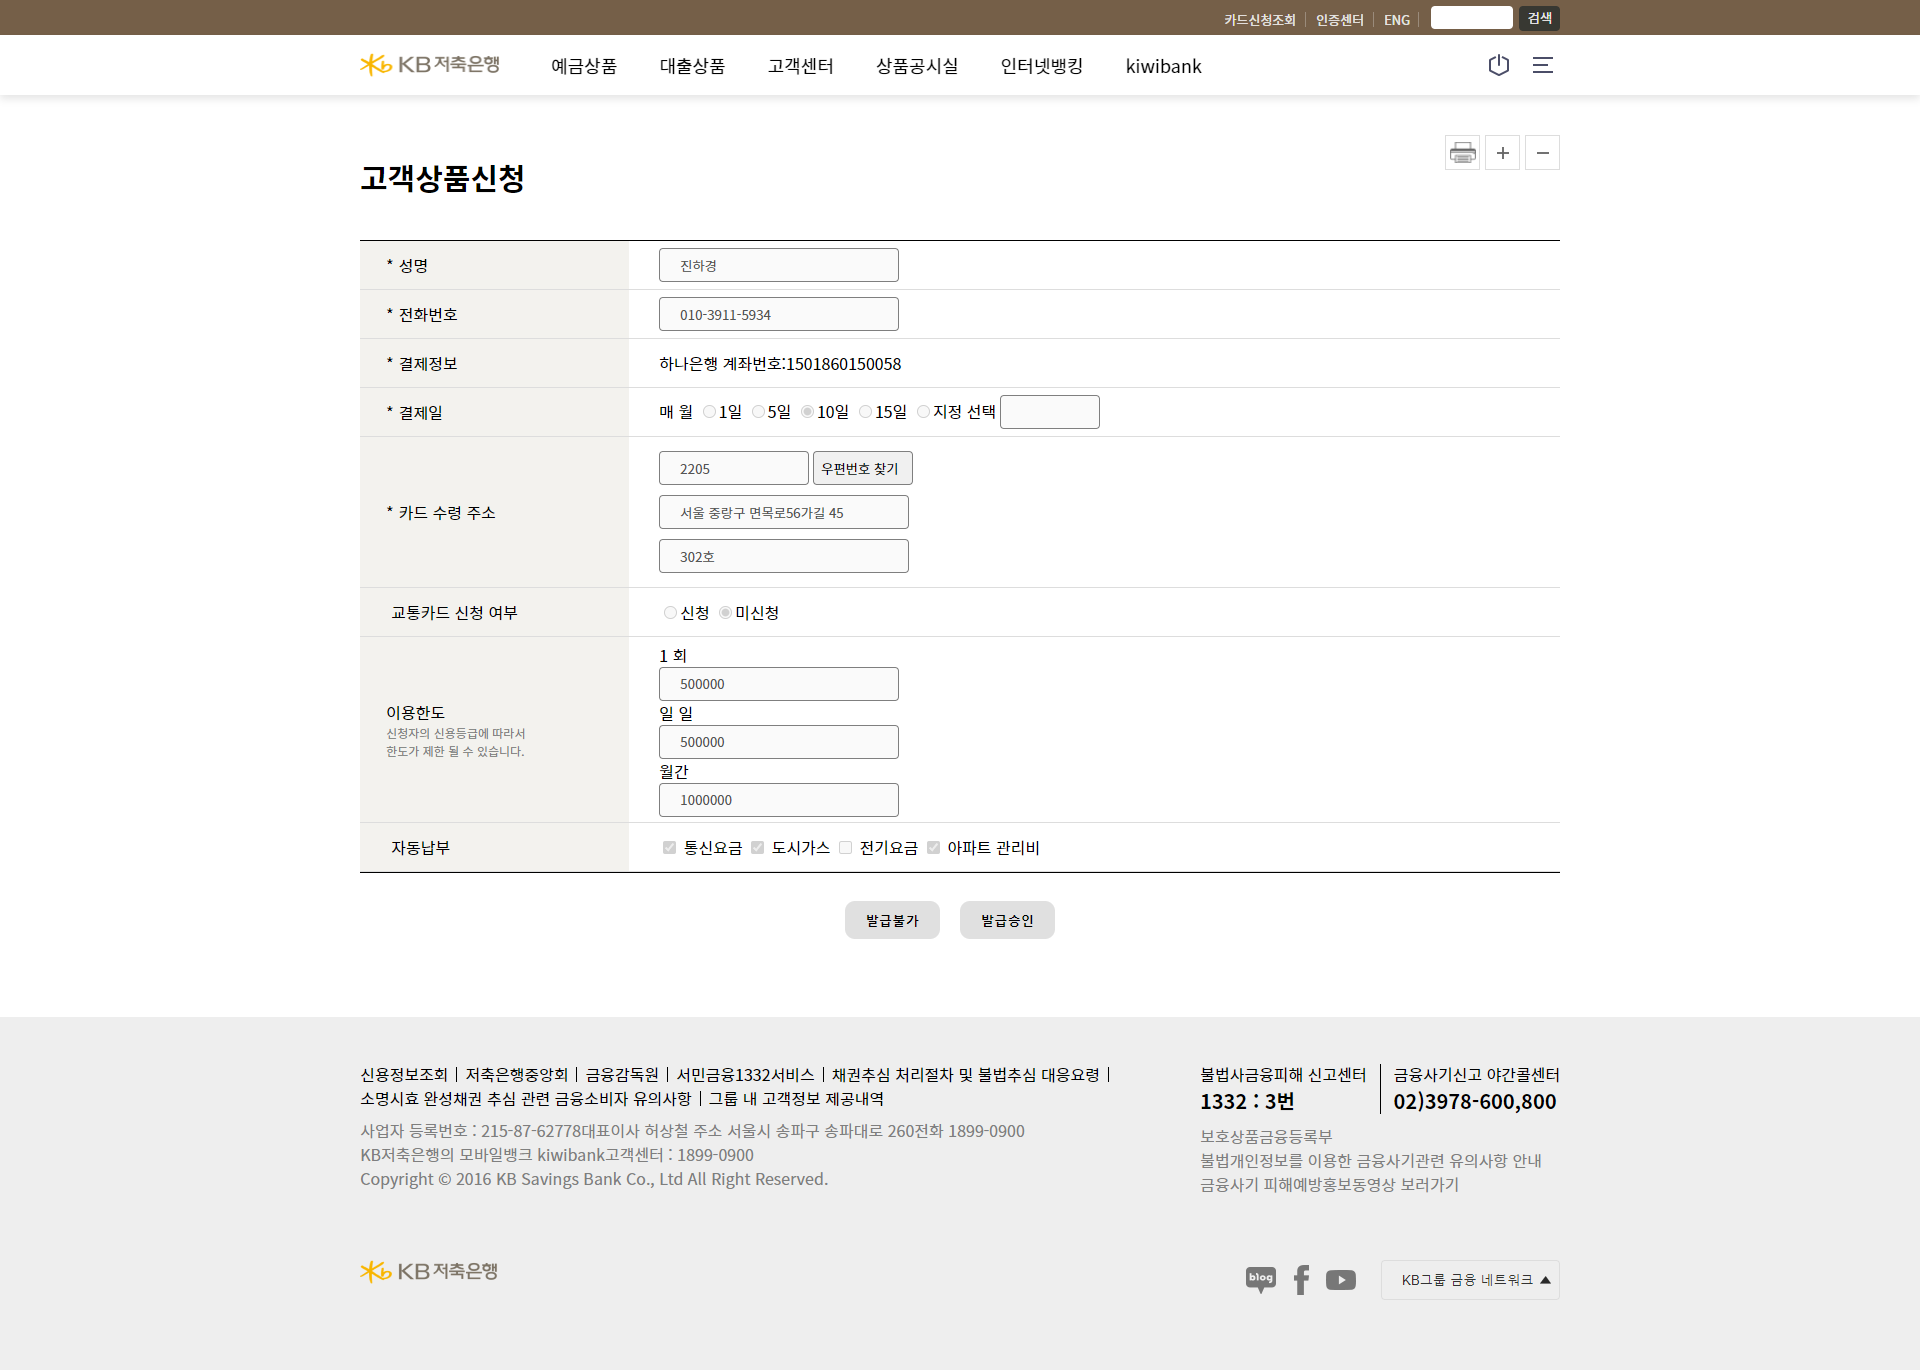 카드신청조회 인증센터 ENG 검색
KB저축은행 예금상품 대출상품 고객센터 상품공시실 인터넷뱅킹 kiwibank
고객상품신청
* 성명 진하경
* 전화번호 010-3911-5934
* 결제정보 하나은행 계좌번호:1501860150058
* 결제일 매 월 1일 5일 10일 15일 지정 선택
2205 우편번호 찾기
* 카드 수령 주소 서울 중랑구 면목로56가길 45
302호
교통카드 신청 여부 신청 미신청
1 회
500000
이용한도 일 일
신청자의 신용등급에 따라서
한도가 제한 될 수 있습니다.
500000
월간
1000000
자동납부 통신요금 도시가스 전기요금 아파트 관리비
발급불가 발급승인
신용정보조회 | 저축은행중앙회 | 금융감독원 | 서민금융1332서비스 | 채권추심 처리절차 및 불법추심 대응요령 |
소멸시효 완성채권 추심 관련 금융소비자 유의사항 | 그룹 내 고객정보 제공내역
사업자 등록번호 : 215-87-62778대표이사 허상철 주소 서울시 송파구 송파대로 260전화 1899-0900
KB저축은행의 모바일뱅크 kiwibank고객센터 : 1899-0900
Copyright © 2016 KB Savings Bank Co., Ltd All Right Reserved.
불법사금융피해 신고센터
1332 : 3번
금융사기신고 야간콜센터
02)3978-600,800
보호상품금융등록부
불법개인정보를 이용한 금융사기관련 유의사항 안내
금융사기 피해예방홍보동영상 보러가기
KB저축은행
blog
KB그룹 금융 네트워크 ▲